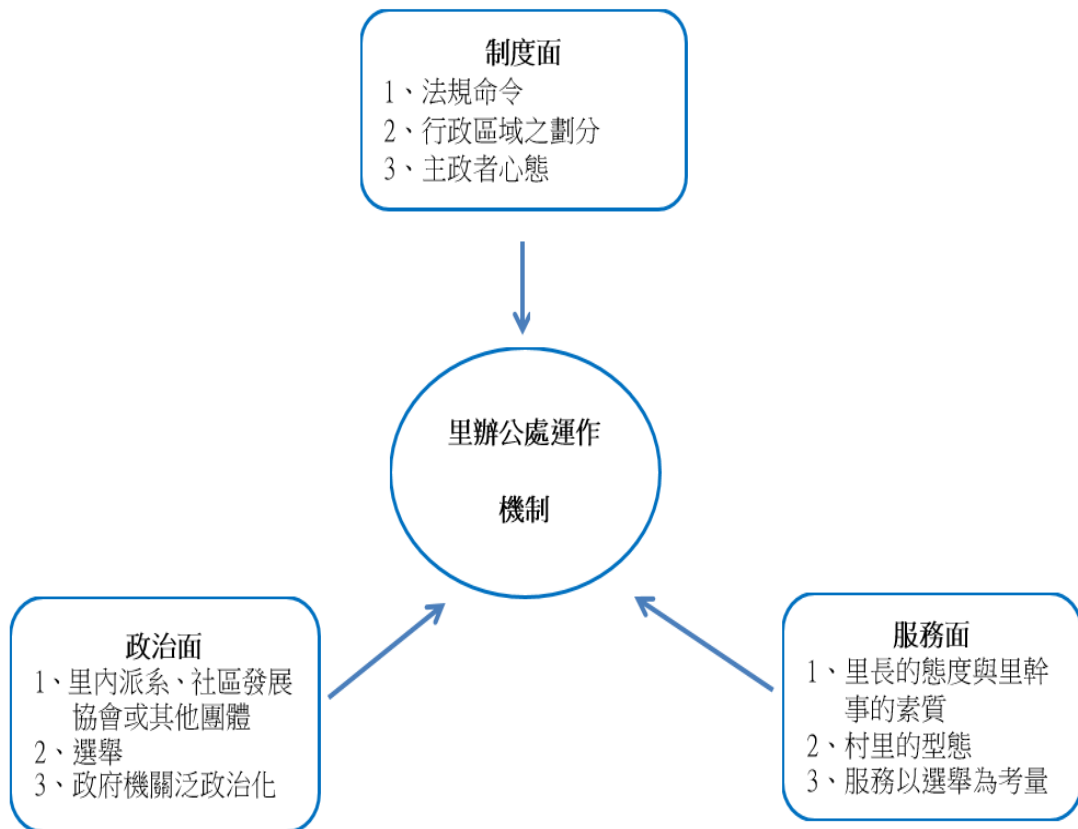 制度面
1、法規命令
2、行政區域之劃分
3、主政者心態
里辦公處運作
機制
政治面
1、里內派系、社區發展
協會或其他團體
2、選舉
3、政府機關泛政治化
服務面
1、里長的態度與里幹
事的素質
2、村里的型態
3、服務以選舉為考量